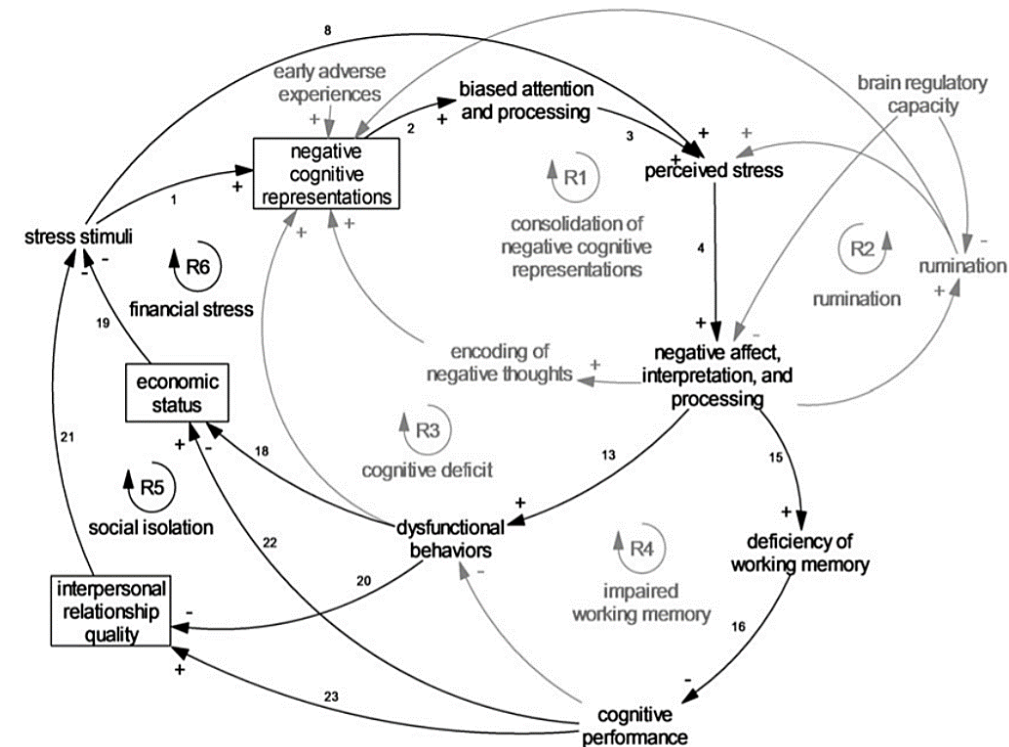 8
early adverse
experiences
+
biased attention
and processing
2
+
3
+
+
+
brain regulatory
capacity
negative
cognitive
representations
perceived stress
R1
consolidation of
negative cognitive
representations
1
+
stress stimuli
+
+
4
R2
rumination
-
rumination
+
R6
financial stress
-
-
19
+
-
negative affect,
interpretation, and
processing
encoding of
negative thoughts
+
economic
status
21
+
-
18
R3
cognitive deficit
13
15
R5
social isolation
+
dysfunctional
behaviors
+
deficiency of
working memory
22
R4
impaired
working memory
interpersonal
relationship
quality
-
20
-
16
+
23
-
cognitive
performance